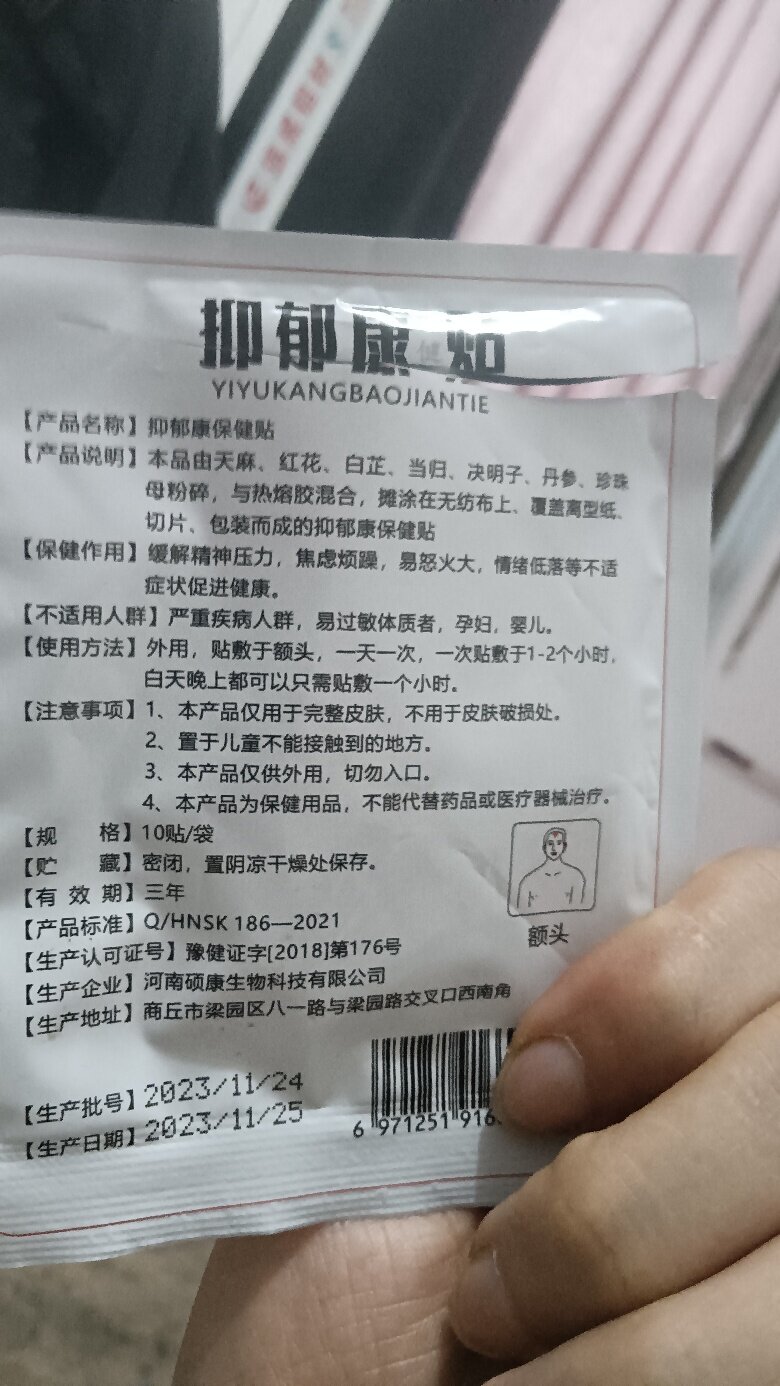 抑郁康 健 贴
YIYUKANGBAOJIANTIE
【产品名称】抑郁康保健贴
【产品说明】本品由天麻、红花、白芷、当归、决明子、丹参、珍珠
母粉碎，与热熔胶混合，摊涂在无纺布上、覆盖离型纸、
切片、包装而成的抑郁康保健贴
【保健作用】缓解精神压力，焦虑烦躁，易怒火大，情绪低落等不适
症状促进健康。
【不适用人群】严重疾病人群，易过敏体质者，孕妇，婴儿。
【使用方法】外用，贴敷于额头，一天一次，一次贴敷于1-2个小时，
白天晚上都可以只需贴敷一个小时。
【注意事项】1、本产品仅用于完整皮肤，不用于皮肤破损处。
2、置于儿童不能接触到的地方。
3、本产品仅供外用，切勿入口。
4、本产品为保健用品，不能代替药品或医疗器械治疗。
【规 格】10贴/袋
【贮 藏】密闭，置阴凉干燥处保存。
【有 效 期】三年
【产品标准】Q/HNSK 186—2021
【生产认可证号】豫健证字[2018]第176号
【生产企业】河南硕康生物科技有限公司
【生产地址】商丘市梁园区八一路与梁园路交叉口西南角
额头
【生产批号】2023/11/24
【生产日期】2023/11/25
6 971251 916